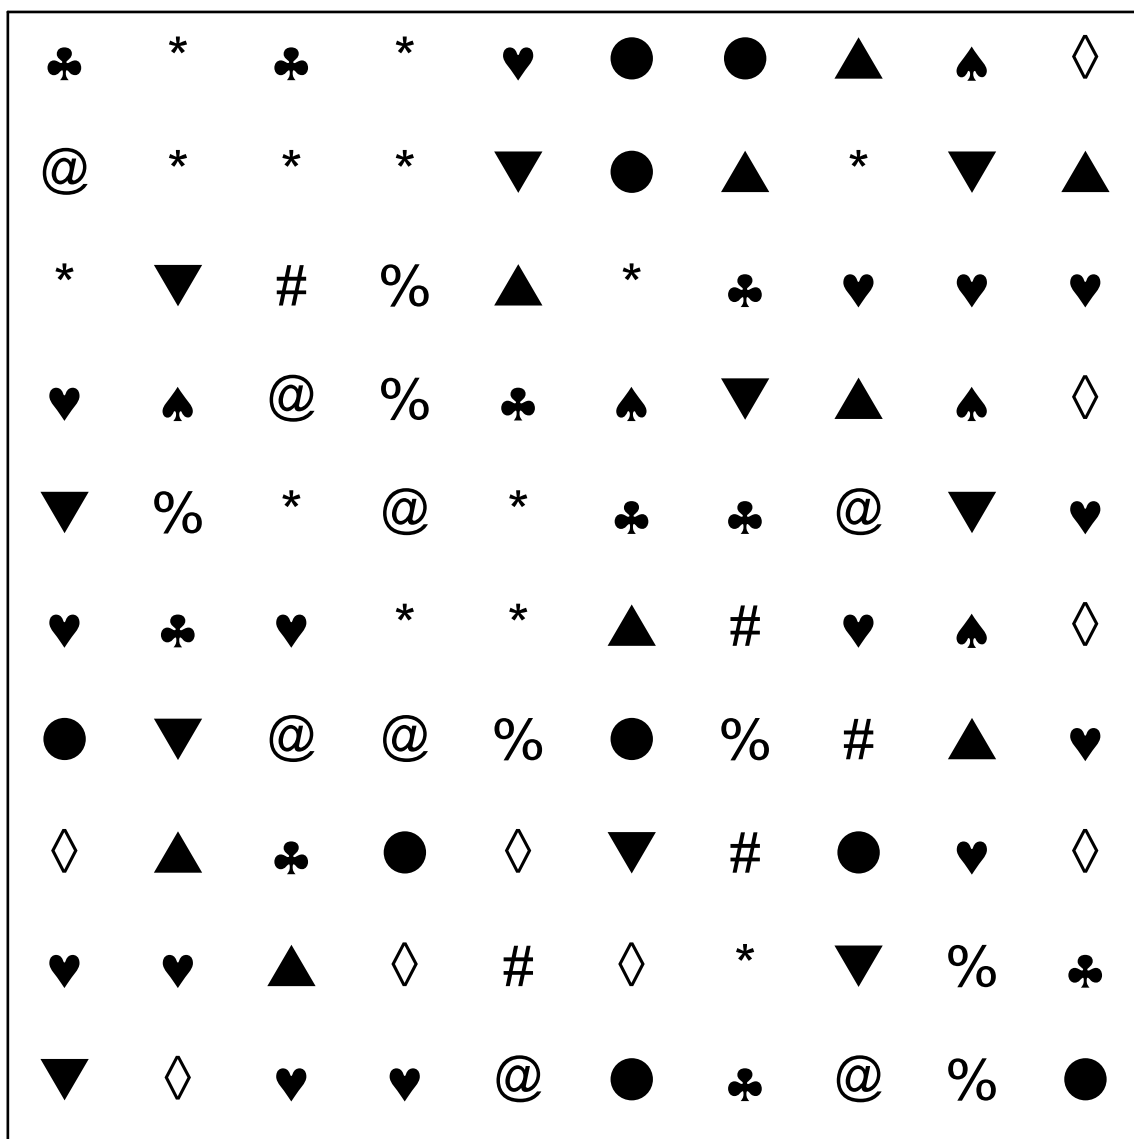 ♣ * ♣ * ♥ ● ● ▲ ♠ ◊
@ * * * ▼ ● ▲ * ▼ ▲
* ▼ # % ▲ * ♣ ♥ ♥ ♥
♥ ♠ @ % ♣ ♠ ▼ ▲ ♠ ◊
▼ % * @ * ♣ ♣ @ ▼ ♥
♥ ♣ ♥ * * ▲ # ♥ ♠ ◊
● ▼ @ @ % ● % # ▲ ♥
◊ ▲ ♣ ● ◊ ▼ # ● ♥ ◊
♥ ♥ ▲ ◊ # ◊ * ▼ % ♣
▼ ◊ ♥ ♥ @ ● ♣ @ % ●